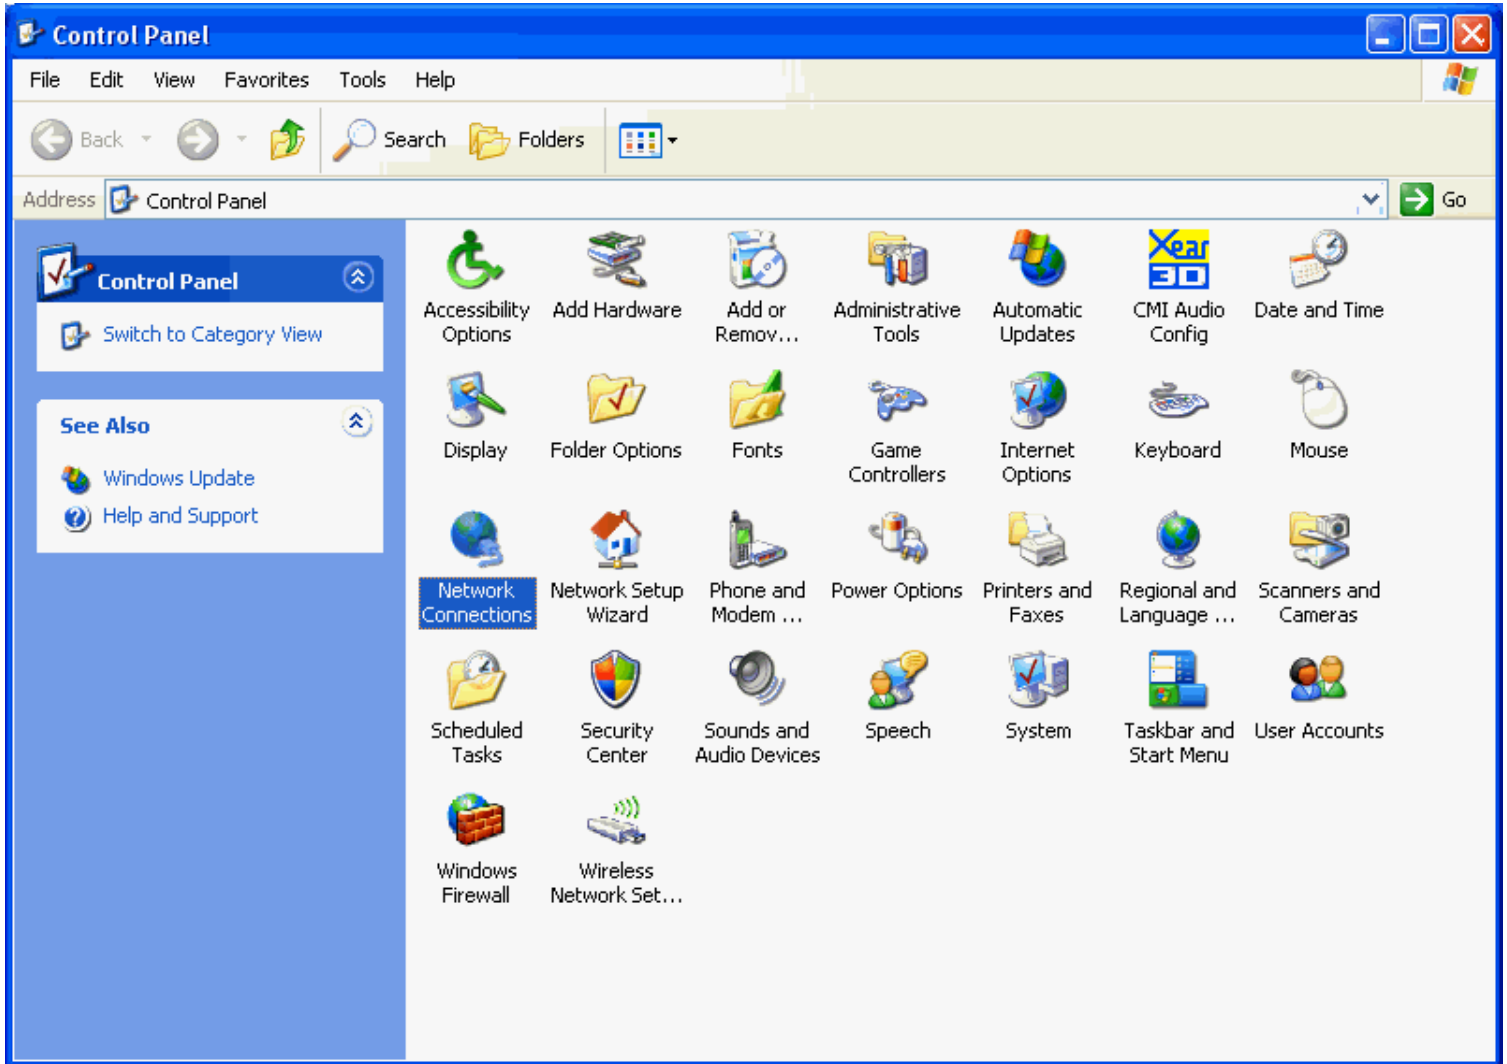 Control Panel
File Edit View Favorites Tools Help
Back Search Folders
Address Control Panel Go
Control Panel
Switch to Category View
See Also
Windows Update
Help and Support
Accessibility Options
Add Hardware
Add or Remov...
Administrative Tools
Automatic Updates
Xear 3D
CMI Audio Config
Date and Time
Display
Folder Options
Fonts
Game Controllers
Internet Options
Keyboard
Mouse
Network Connections
Network Setup Wizard
Phone and Modem ...
Power Options
Printers and Faxes
Regional and Language ...
Scanners and Cameras
Scheduled Tasks
Security Center
Sounds and Audio Devices
Speech
System
Taskbar and Start Menu
User Accounts
Windows Firewall
Wireless Network Set...